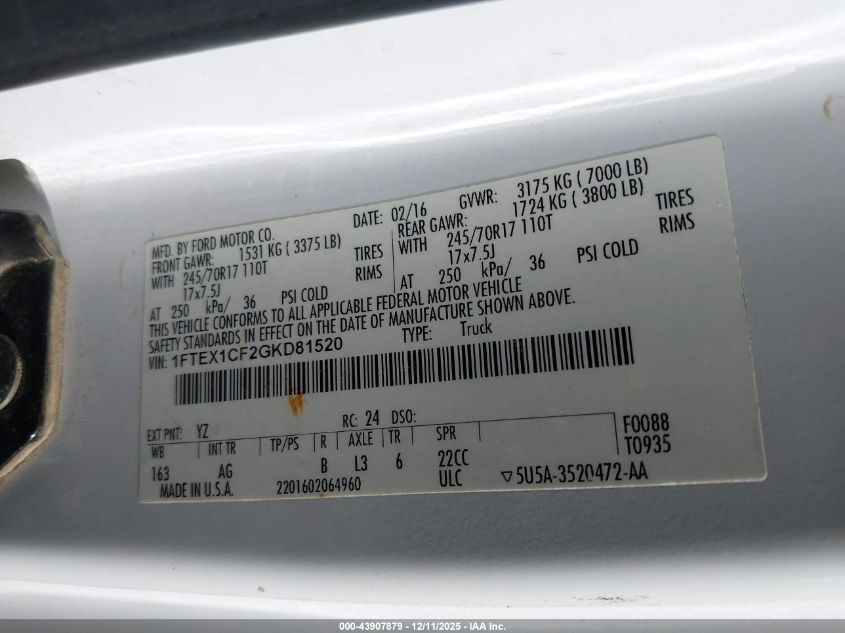 MFD. BY FORD MOTOR CO.
DATE: 02/16 GVWR: 3175 KG ( 7000 LB)
FRONT GAWR: 1531 KG ( 3375 LB)
REAR GAWR: 1724 KG ( 3800 LB)
WITH 245/70R17 110T TIRES
WITH 245/70R17 110T TIRES
17x7.5J RIMS
17x7.5J RIMS
AT 250 kPa/ 36 PSI COLD
AT 250 kPa/ 36 PSI COLD
THIS VEHICLE CONFORMS TO ALL APPLICABLE FEDERAL MOTOR VEHICLE
SAFETY STANDARDS IN EFFECT ON THE DATE OF MANUFACTURE SHOWN ABOVE.
VIN: 1FTEX1CF2GKD81520 TYPE: Truck
EXT PNT: YZ RC: 24 DSO: F0088
WB INT TR TP/PS R AXLE TR SPR T0935
163 AG B L3 6 22CC
ULC
MADE IN U.S.A. 2201602064960 ▽5U5A-3520472-AA
000-43907879 - 12/11/2025 - IAA Inc.